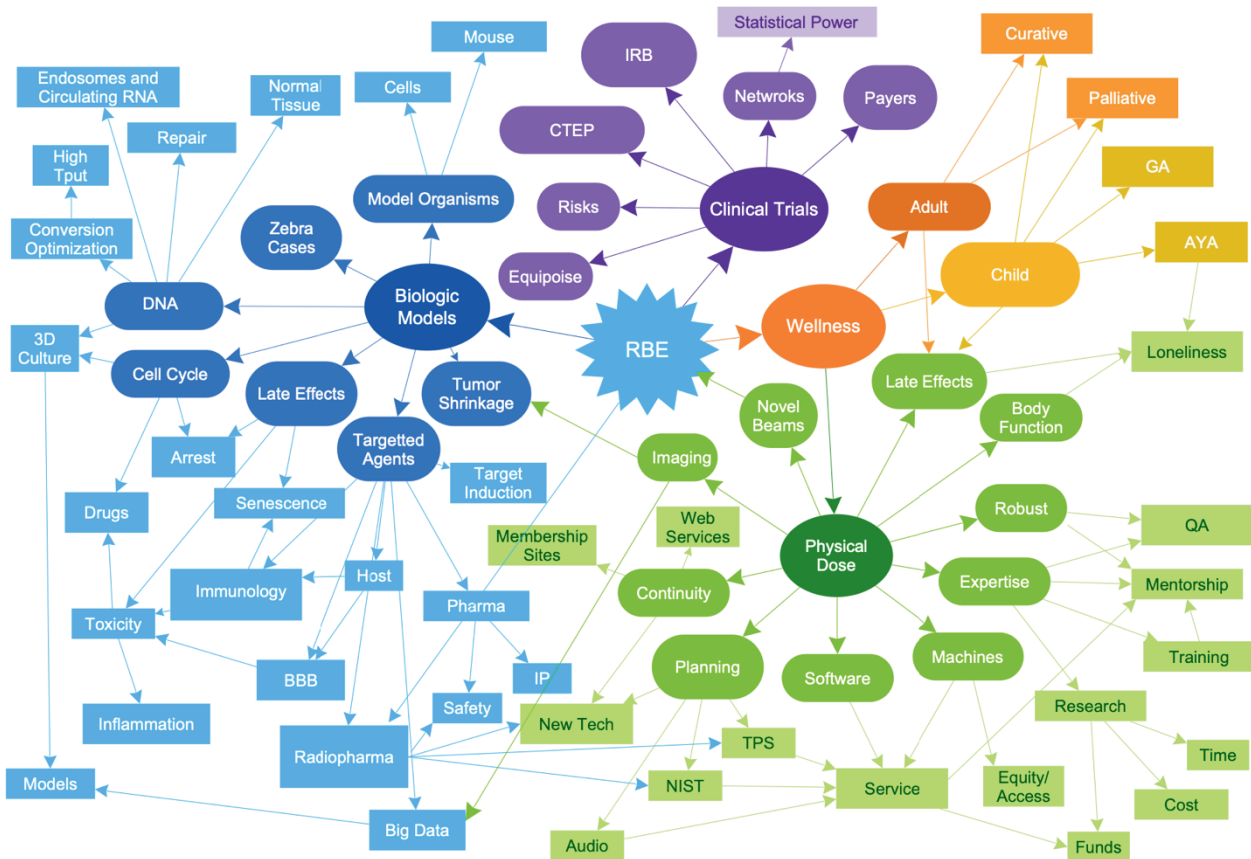 Mouse
Statistical Power
Curative
IRB
Endosomes and
Circulating RNA
Normal
Tissue
Cells
Netwroks
Payers
Palliative
CTEP
Repair
High
Tput
GA
Model Organisms
Risks
Clinical Trials
Adult
Conversion
Optimization
Zebra
Cases
AYA
Child
Equipoise
DNA
Biologic
Models
Wellness
3D
Culture
RBE
Loneliness
Cell Cycle
Late Effects
Tumor
Shrinkage
Late Effects
Novel
Beams
Body
Function
Targetted
Agents
Arrest
Imaging
Target
Induction
Senescence
Drugs
Web
Services
Robust
QA
Membership
Sites
Physical
Dose
Host
Immunology
Expertise
Mentorship
Continuity
Pharma
Toxicity
Training
Planning
Machines
BBB
IP
Software
Safety
Research
Inflammation
New Tech
TPS
Radiopharma
Time
Models
NIST
Service
Equity/
Access
Cost
Big Data
Audio
Funds